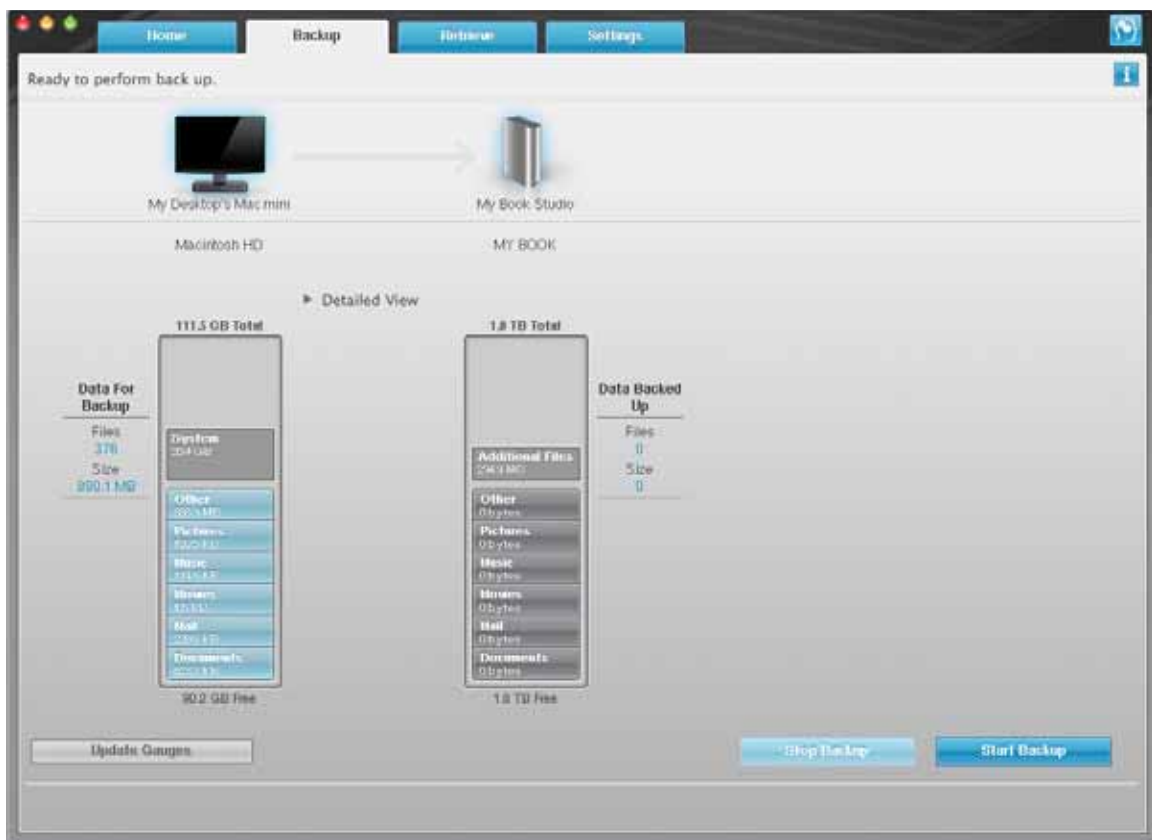 Home
Backup
Retrieve
Settings
Ready to perform back up.
i
My Desktop's Mac mini
My Book Studio
Macintosh HD
MY BOOK
Detailed View
111.5 GB Total
1.8 TB Total
Data For
Backup
Files
376
Size
890.1 MB
System
Other
Pictures
Music
Movies
Mail
Documents
90.2 GB Free
Additional Files
Other
0 bytes
Pictures
0 bytes
Music
0 bytes
Movies
0 bytes
Mail
0 bytes
Documents
0 bytes
1.8 TB Free
Data Backed
Up
Files
0
Size
0
Update Gauges
Stop Backup
Start Backup